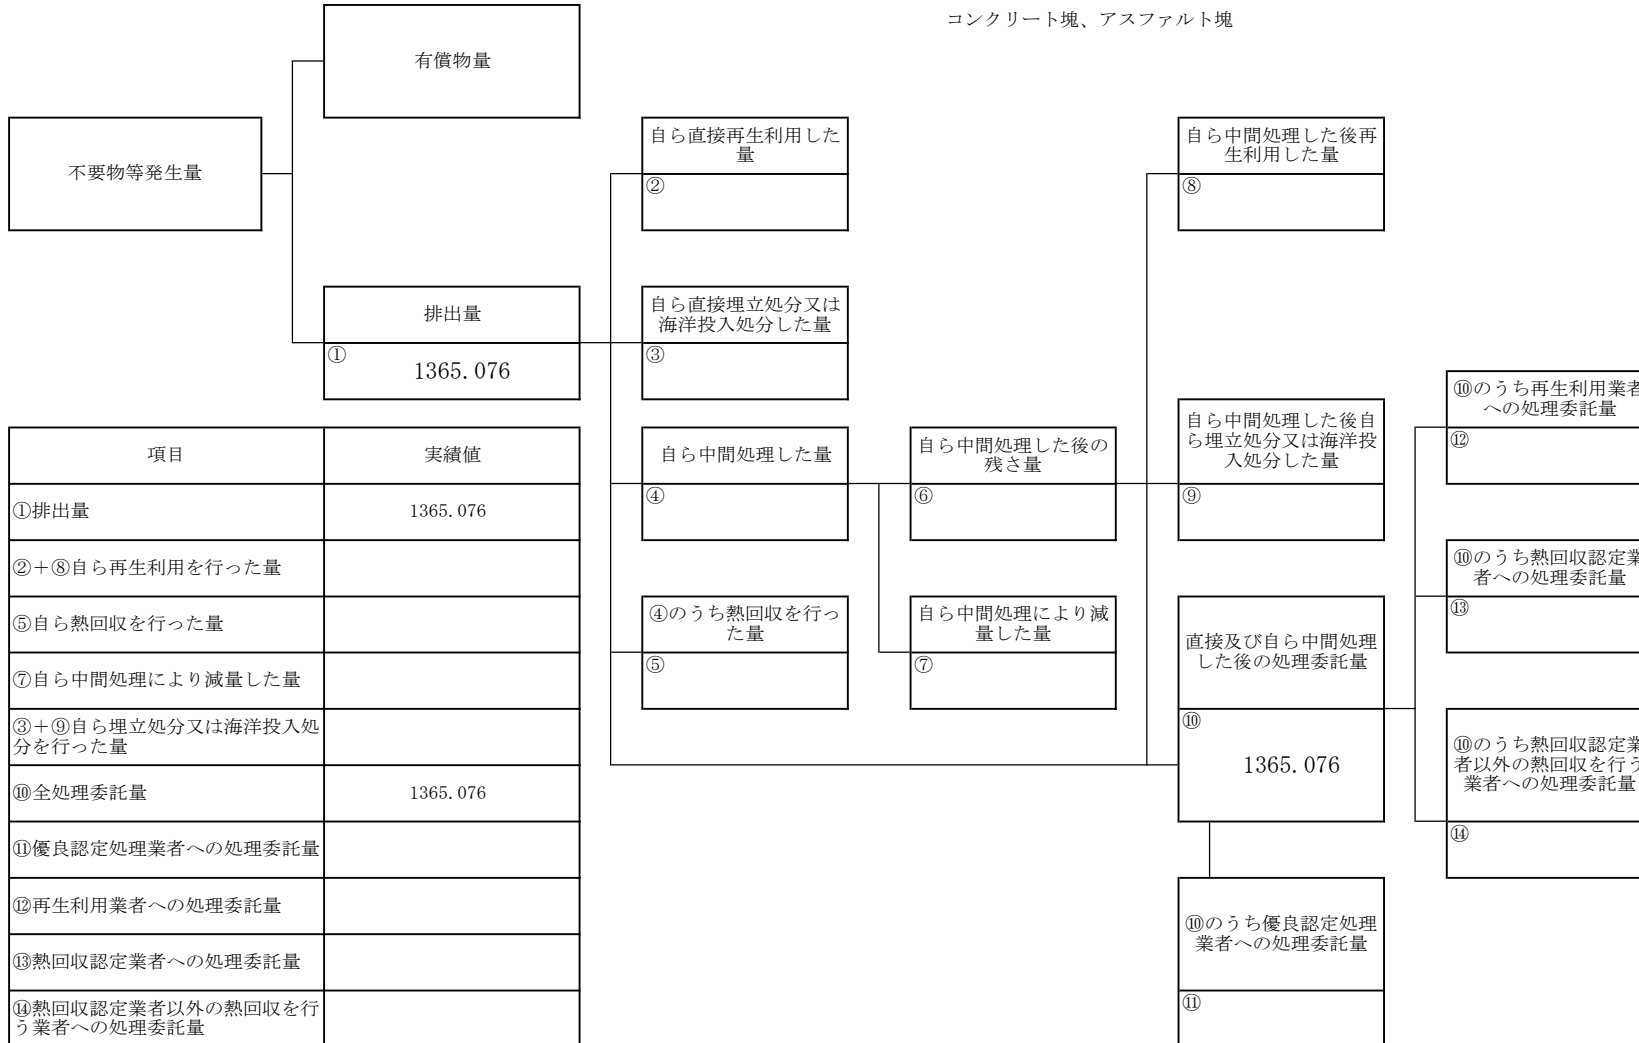 コンクリート塊、アスファルト塊
有償物量
不要物等発生量
自ら直接再生利用した
量
②
自ら中間処理した後再
生利用した量
⑧
排出量
①
1365.076
自ら直接埋立処分又は
海洋投入処分した量
③
自ら中間処理した量
④
自ら中間処理した後の
残さ量
⑥
自ら中間処理した後自
ら埋立処分又は海洋投
入処分した量
⑨
⑩のうち再生利用業者
への処理委託量
⑫
④のうち熱回収を行っ
た量
⑤
自ら中間処理により減
量した量
⑦
直接及び自ら中間処理
した後の処理委託量
⑩
1365.076
⑩のうち熱回収認定業
者への処理委託量
⑬
⑩のうち熱回収認定業
者以外の熱回収を行う
業者への処理委託量
⑭
⑩のうち優良認定処理
業者への処理委託量
⑪
項目 実績値
①排出量 1365.076
②＋⑧自ら再生利用を行った量
⑤自ら熱回収を行った量
⑦自ら中間処理により減量した量
③＋⑨自ら埋立処分又は海洋投入処
分を行った量
⑩全処理委託量 1365.076
⑪優良認定処理業者への処理委託量
⑫再生利用業者への処理委託量
⑬熱回収認定業者への処理委託量
⑭熱回収認定業者以外の熱回収を行
う業者への処理委託量